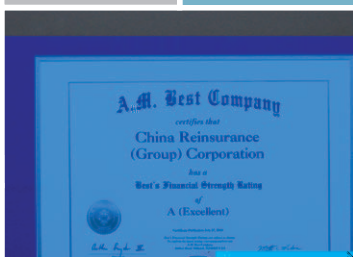 A.M. Best Company
certifies that
China Reinsurance
(Group) Corporation
has a
Best's Financial Strength Rating
of
A (Excellent)